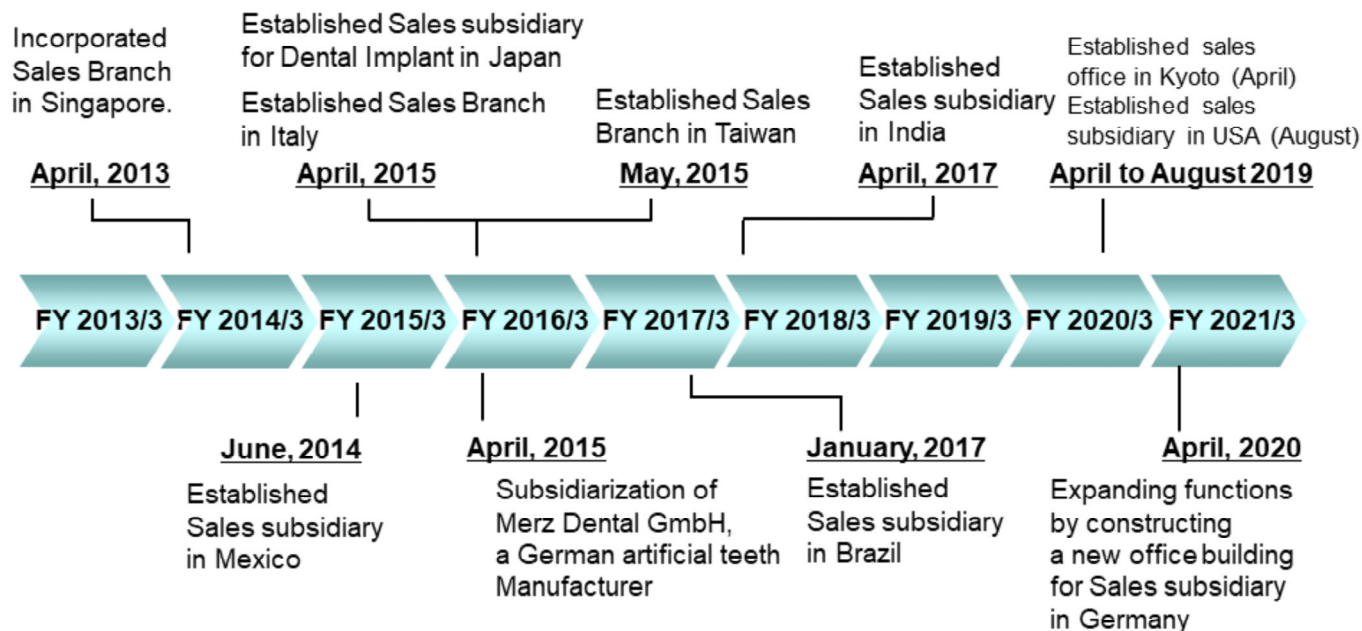 Incorporated
Sales Branch
in Singapore.
April, 2013
Established Sales subsidiary
for Dental Implant in Japan
Established Sales Branch
in Italy
April, 2015
Established Sales
Branch in Taiwan
May, 2015
Established
Sales subsidiary
in India
April, 2017
Established sales
office in Kyoto (April)
Established sales
subsidiary in USA (August)
April to August 2019
FY 2013/3 FY 2014/3 FY 2015/3 FY 2016/3 FY 2017/3 FY 2018/3 FY 2019/3 FY 2020/3 FY 2021/3
June, 2014
Established
Sales subsidiary
in Mexico
April, 2015
Subsidiarization of
Merz Dental GmbH,
a German artificial teeth
Manufacturer
January, 2017
Established
Sales subsidiary
in Brazil
April, 2020
Expanding functions
by constructing
a new office building
for Sales subsidiary
in Germany